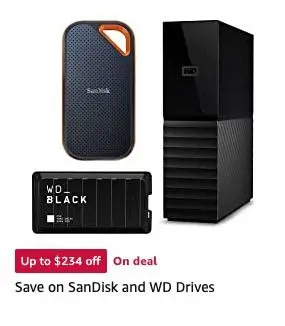 SanDisk
WD
WD_
BLACK
Up to $234 off
On deal
Save on SanDisk and WD Drives